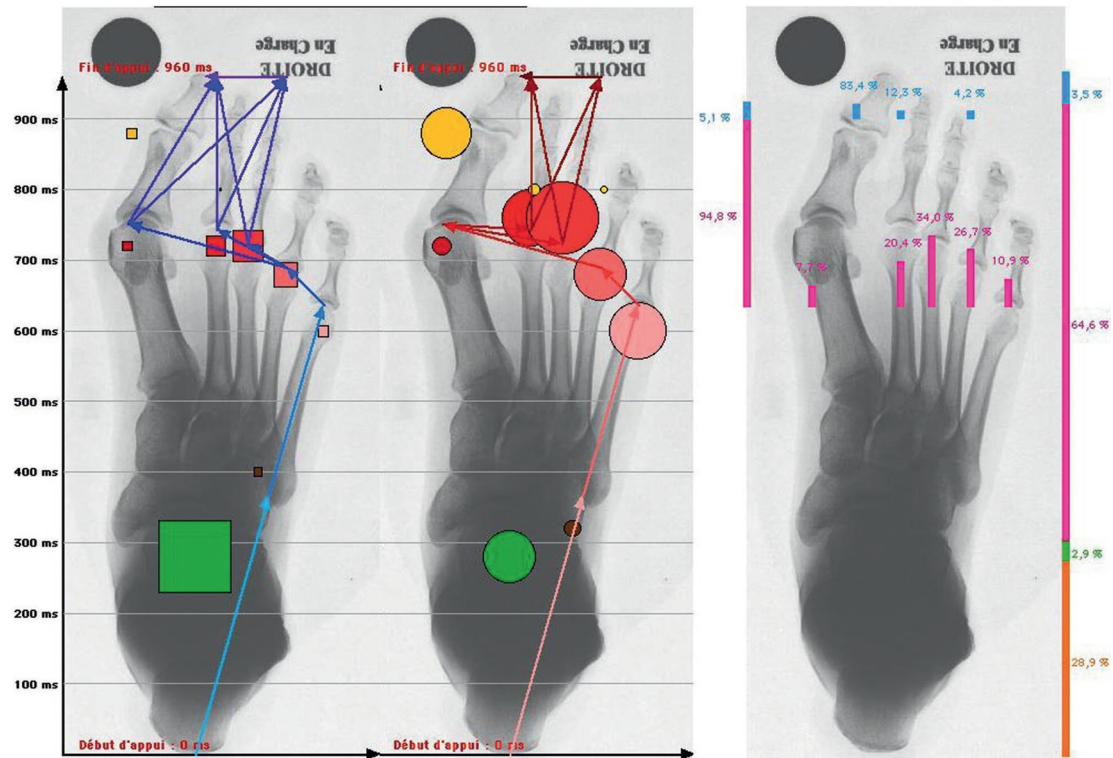 En Charge
DROITE
Fin d'appui : 960 ms
900 ms
800 ms
700 ms
600 ms
500 ms
400 ms
300 ms
200 ms
100 ms
Début d'appui : 0 ms
En Charge
DROITE
Fin d'appui : 960 ms
Début d'appui : 0 ms
En Charge
DROITE
83,4 %
12,3 %
4,2 %
3,5 %
5,1 %
94,8 %
34,0 %
20,4 %
26,7 %
7,7 %
10,9 %
64,6 %
2,9 %
28,9 %